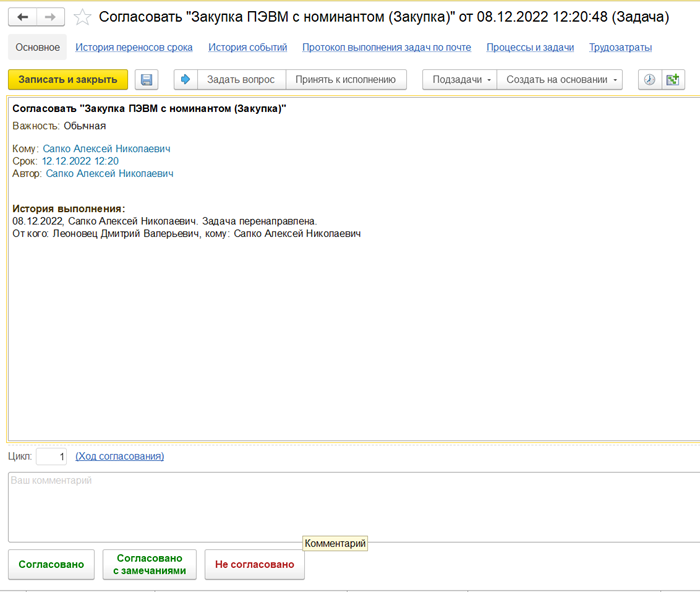 Согласовать "Закупка ПЭВМ с номинантом (Закупка)" от 08.12.2022 12:20:48 (Задача)
Основное История переносов срока История событий Протокол выполнения задач по почте Процессы и задачи Трудозатраты
Записать и закрыть Задать вопрос Принять к исполнению Подзадачи Создать на основании
Согласовать "Закупка ПЭВМ с номинантом (Закупка)"
Важность: Обычная
Кому: Сапко Алексей Николаевич
Срок: 12.12.2022 12:20
Автор: Сапко Алексей Николаевич
История выполнения:
08.12.2022, Сапко Алексей Николаевич. Задача перенаправлена.
От кого: Леоновец Дмитрий Валерьевич, кому: Сапко Алексей Николаевич
Цикл: 1 (Ход согласования)
Ваш комментарий
Комментарий
Согласовано Согласовано с замечаниями Не согласовано